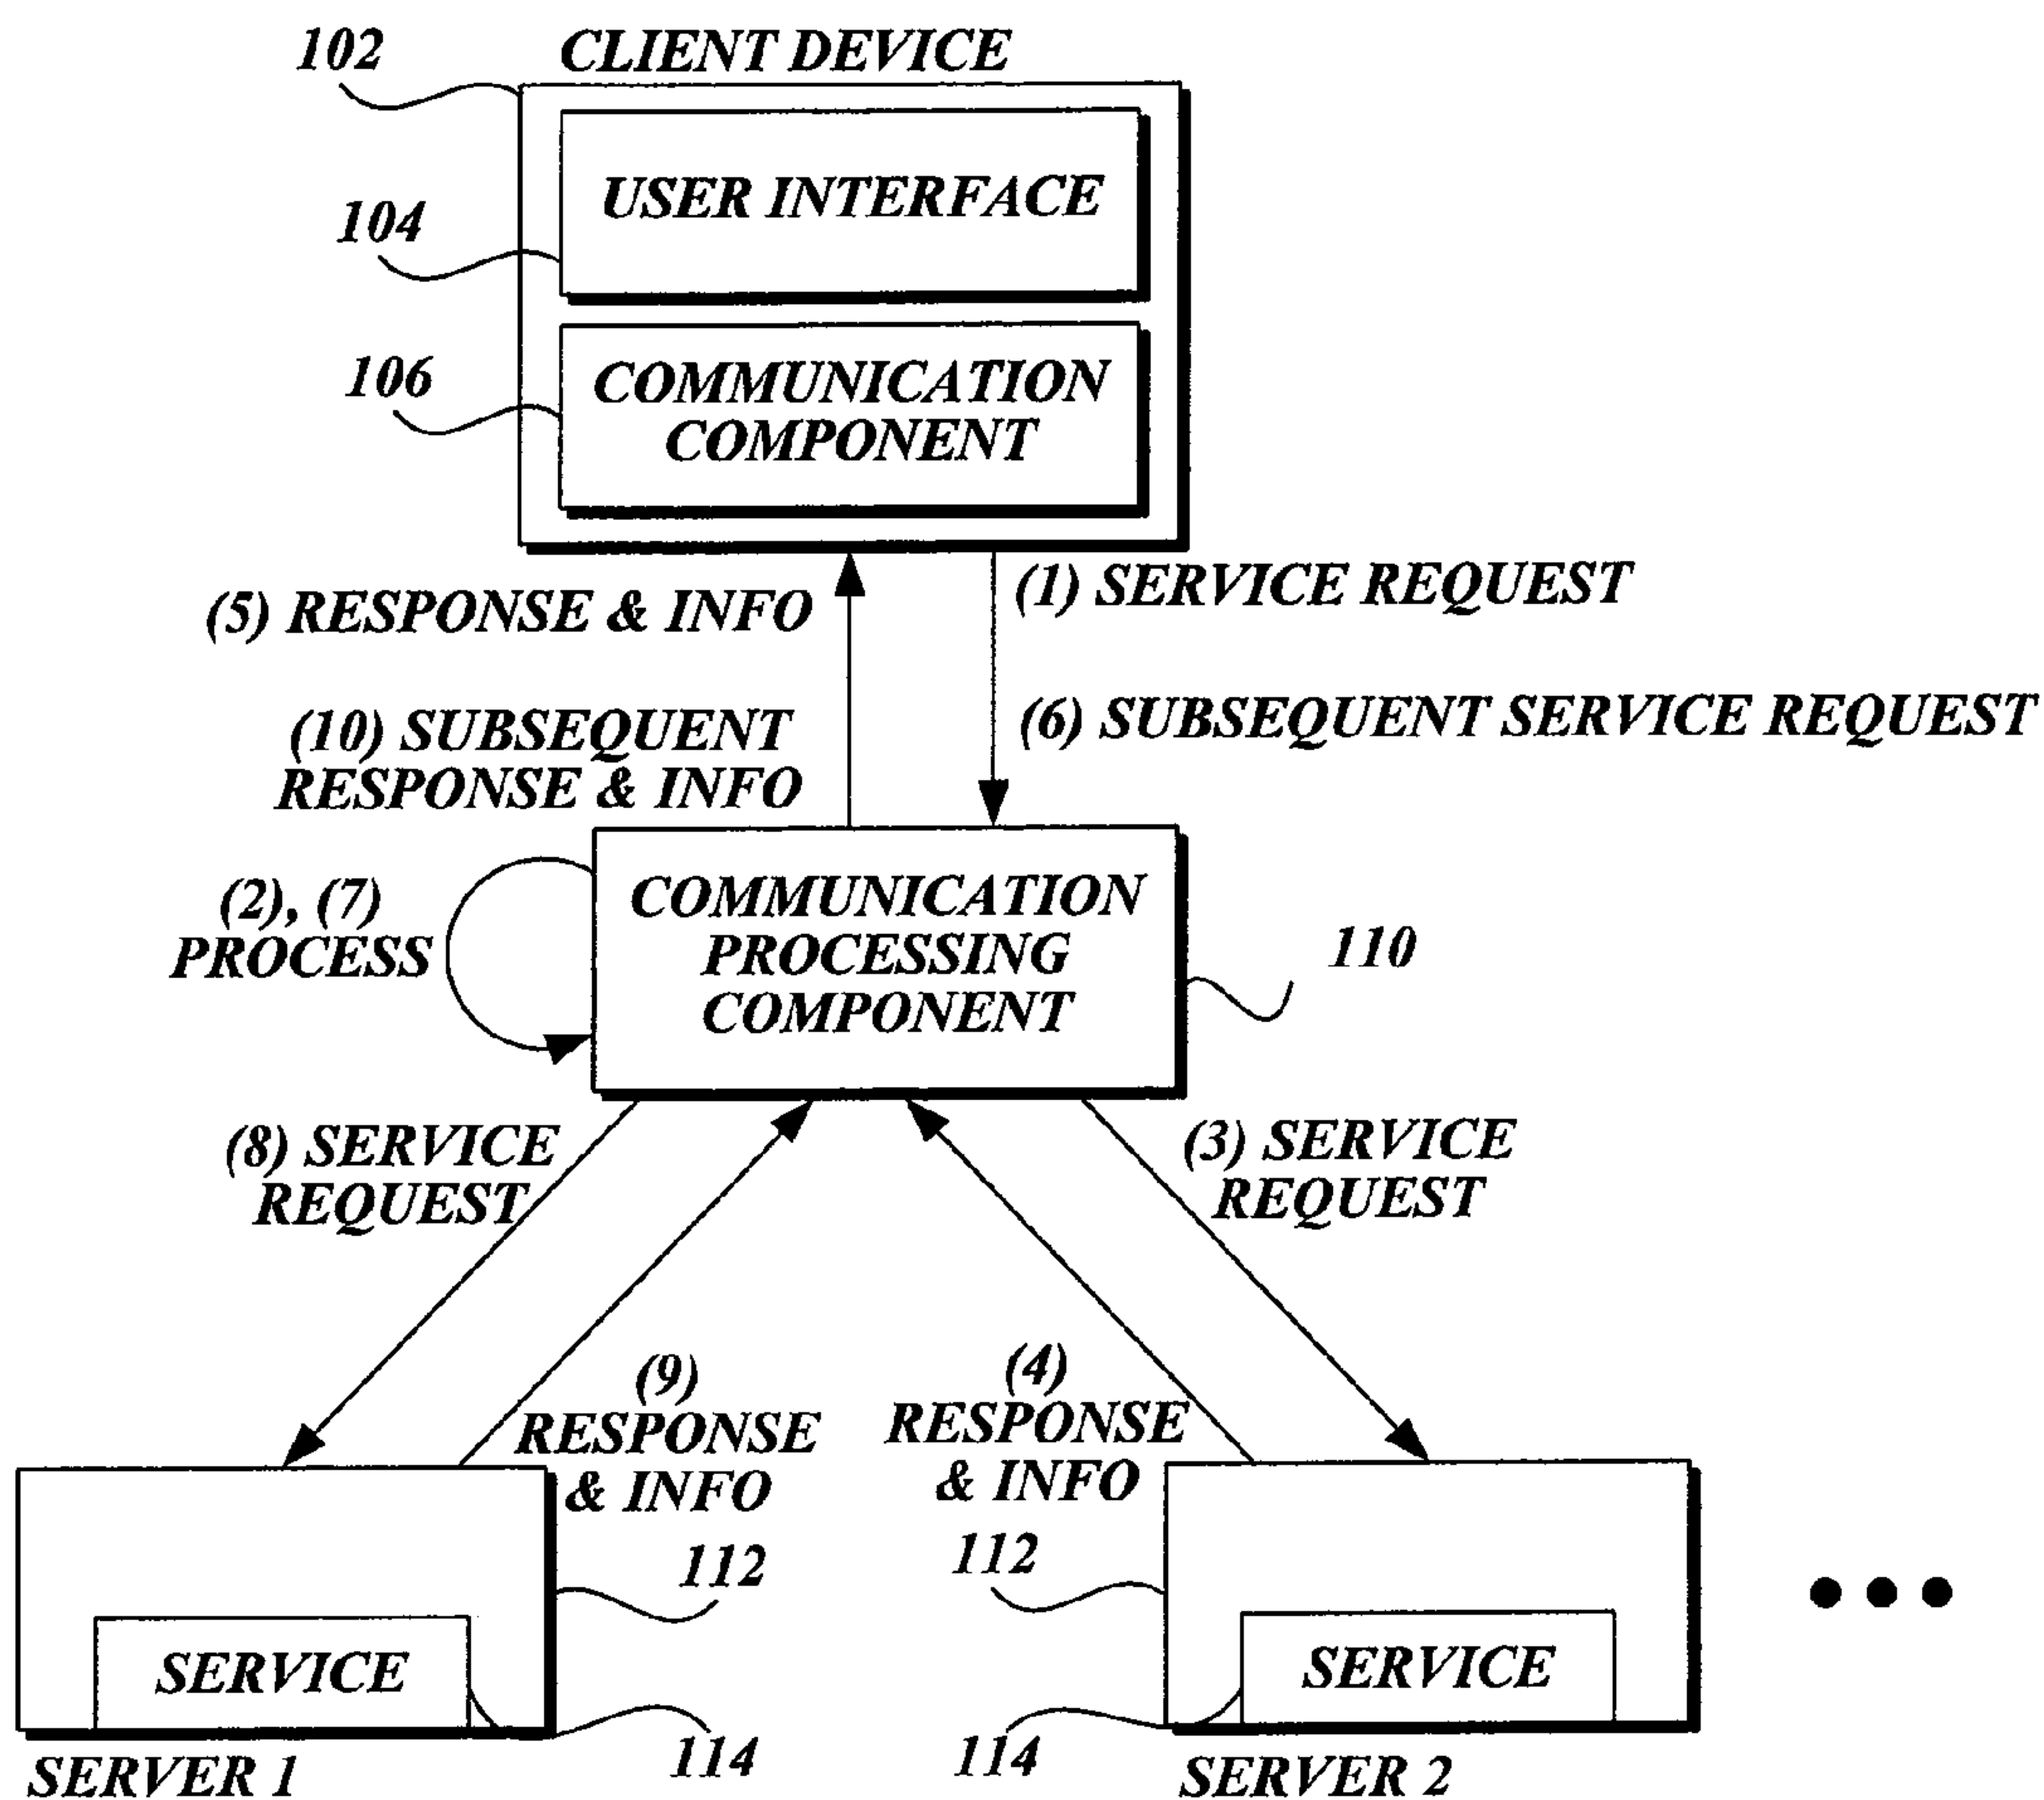 102
CLIENT DEVICE
USER INTERFACE
104
106
COMMUNICATION
COMPONENT
(5) RESPONSE & INFO
(1) SERVICE REQUEST
(10) SUBSEQUENT
RESPONSE & INFO
(6) SUBSEQUENT SERVICE REQUEST
(2), (7)
PROCESS
COMMUNICATION
PROCESSING
COMPONENT
110
(8) SERVICE
REQUEST
(3) SERVICE
REQUEST
(9)
RESPONSE
& INFO
(4)
RESPONSE
& INFO
112
112
SERVICE
SERVICE
114
114
SERVER 1
SERVER 2